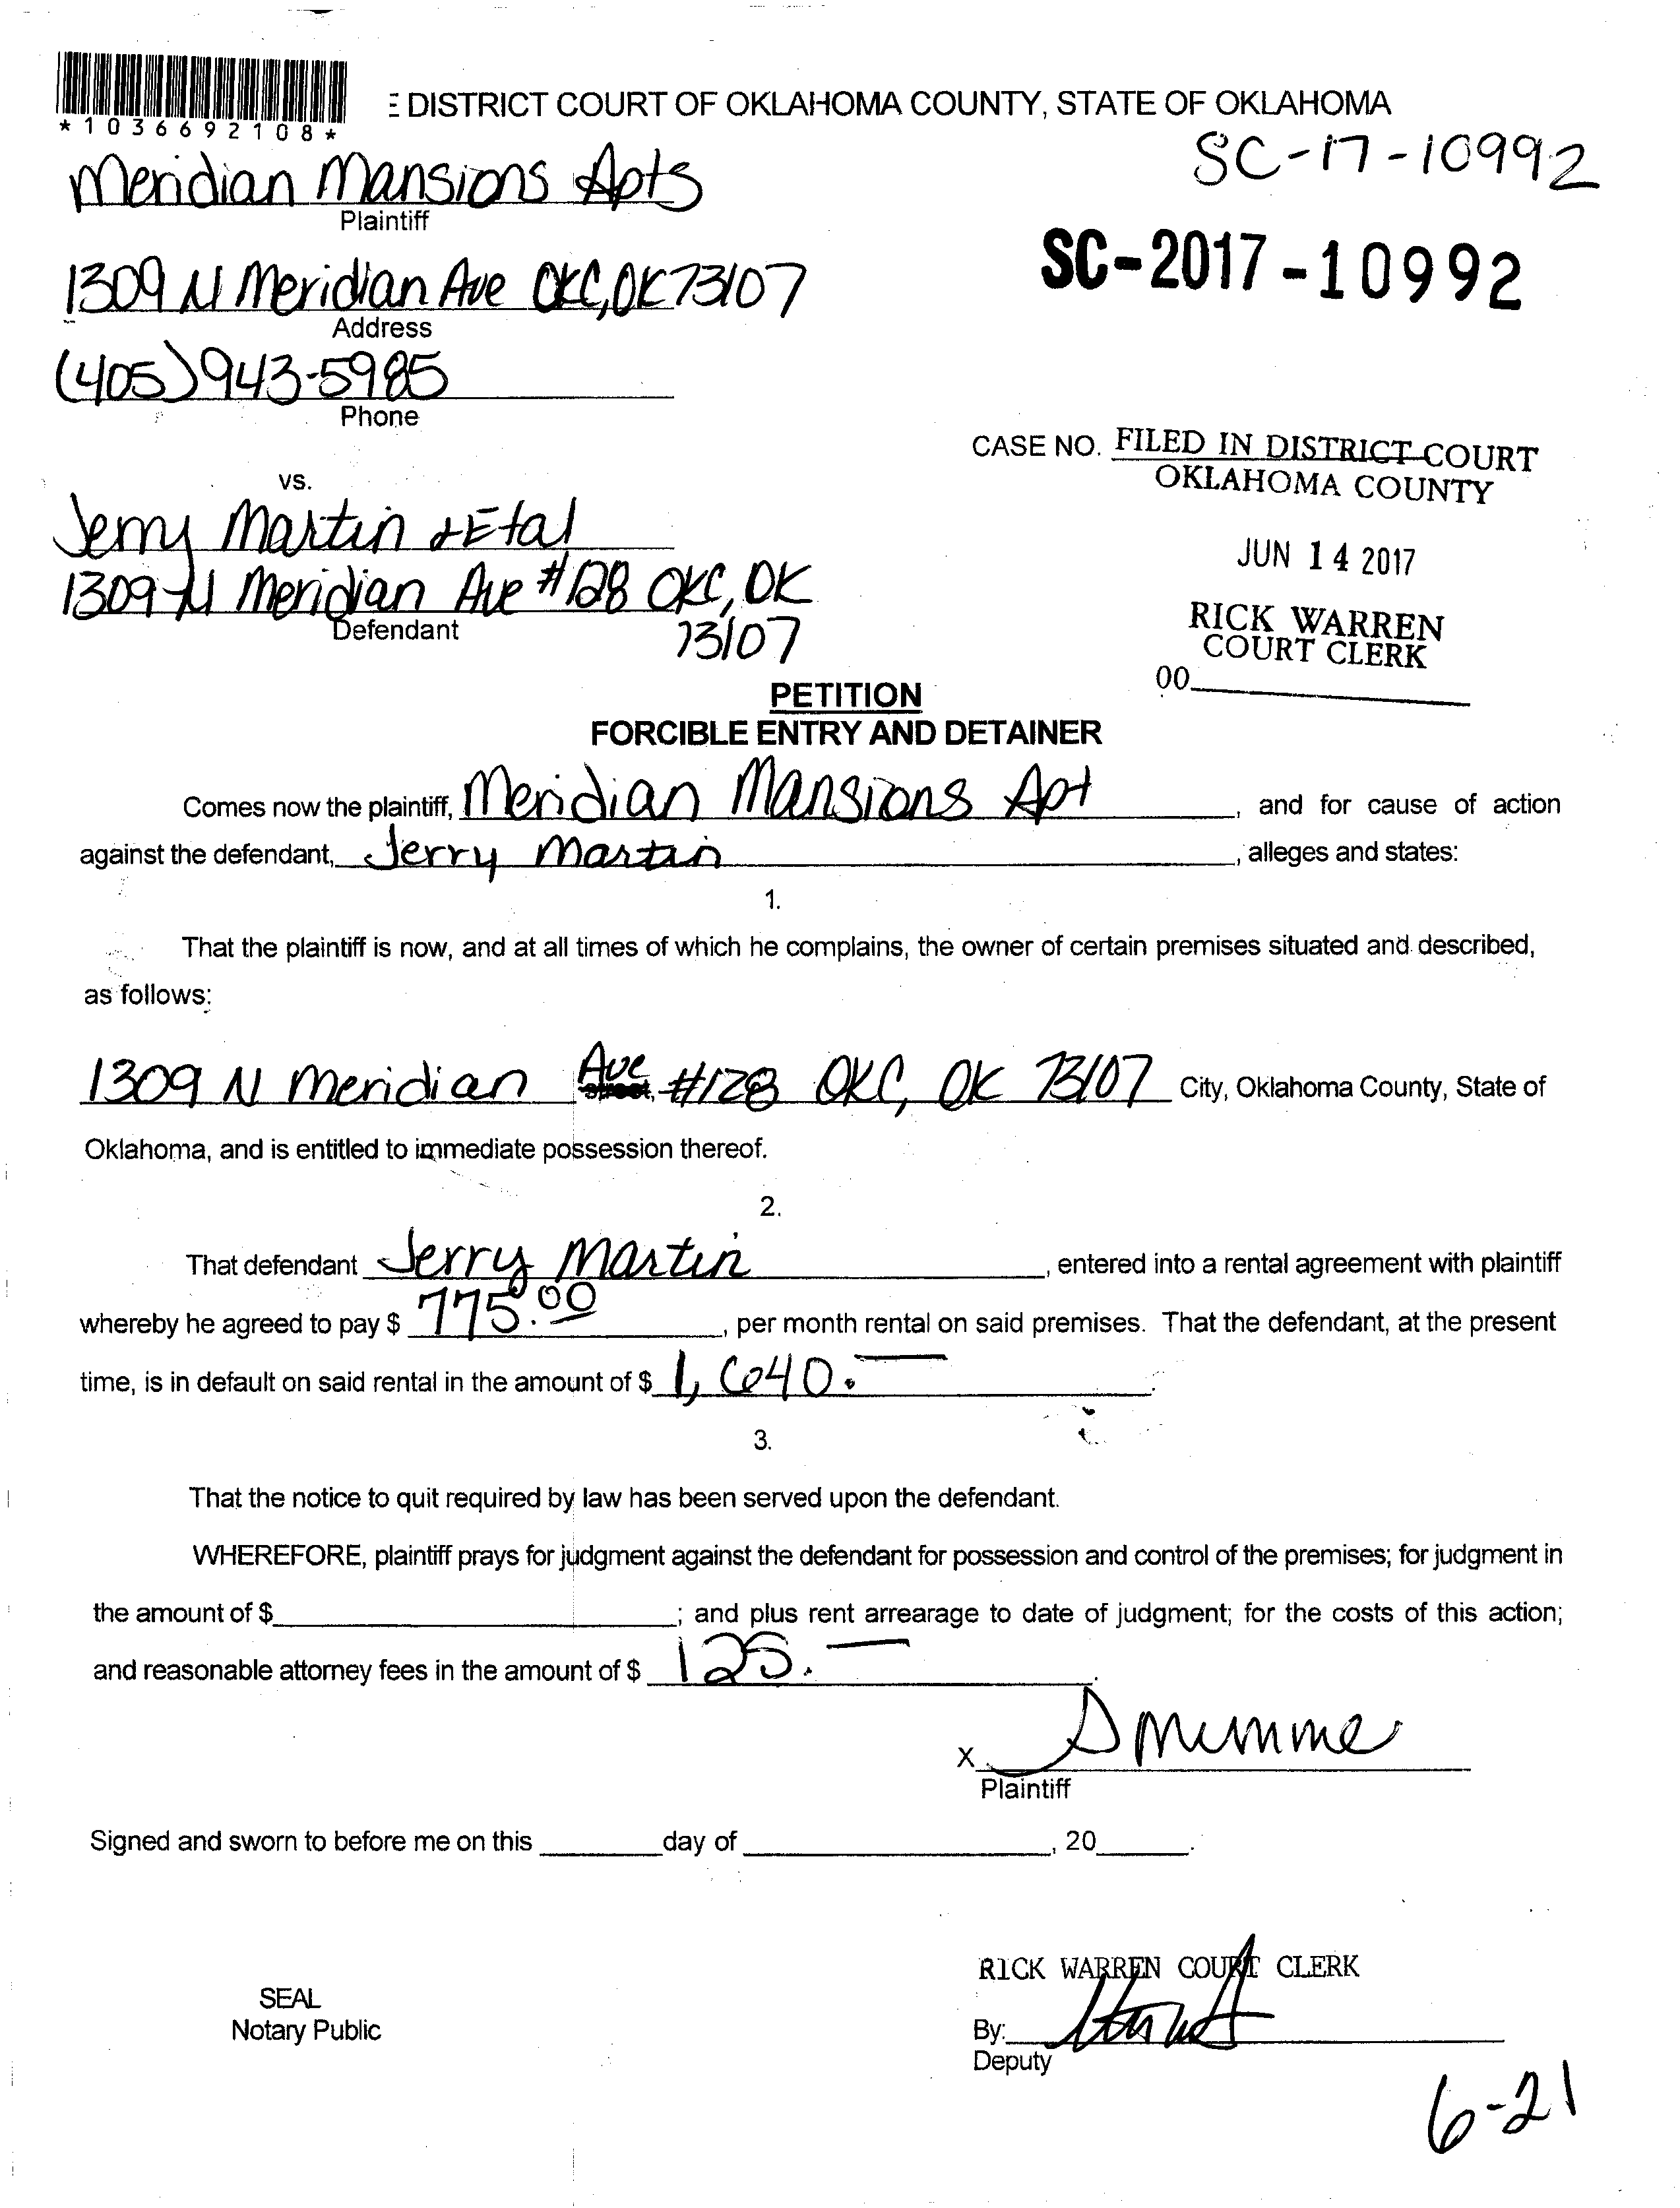 *1036692108*
E DISTRICT COURT OF OKLAHOMA COUNTY, STATE OF OKLAHOMA
SC-17-10992
Meridian Mansions Apts
Plaintiff
SC-2017-10992
1309 N Meridian Ave OKC, OK 73107
Address
(405) 943-5985
Phone
CASE NO. FILED IN DISTRICT COURT
OKLAHOMA COUNTY
vs.
Jerry Martin & Etal
JUN 14 2017
1309 N Meridian Ave #128 OKC, OK
73107
Defendant
RICK WARREN
COURT CLERK
00
PETITION
FORCIBLE ENTRY AND DETAINER
Comes now the plaintiff, Meridian Mansions Apt, and for cause of action
against the defendant, Jerry Martin, alleges and states:
1.
That the plaintiff is now, and at all times of which he complains, the owner of certain premises situated and described,
as follows:
1309 N Meridian Ave #128 OKC, OK 73107 City, Oklahoma County, State of
Oklahoma, and is entitled to immediate possession thereof.
2.
That defendant Jerry Martin, entered into a rental agreement with plaintiff
whereby he agreed to pay $ 775.00, per month rental on said premises. That the defendant, at the present
time, is in default on said rental in the amount of $ 1,640.—.
3.
That the notice to quit required by law has been served upon the defendant.
WHEREFORE, plaintiff prays for judgment against the defendant for possession and control of the premises; for judgment in
the amount of $ ; and plus rent arrearage to date of judgment; for the costs of this action;
and reasonable attorney fees in the amount of $ 125.—.
X
Plaintiff
Signed and sworn to before me on this ____ day of ____, 20____.
RICK WARREN COURT CLERK
SEAL
Notary Public
By:
Deputy
6-21